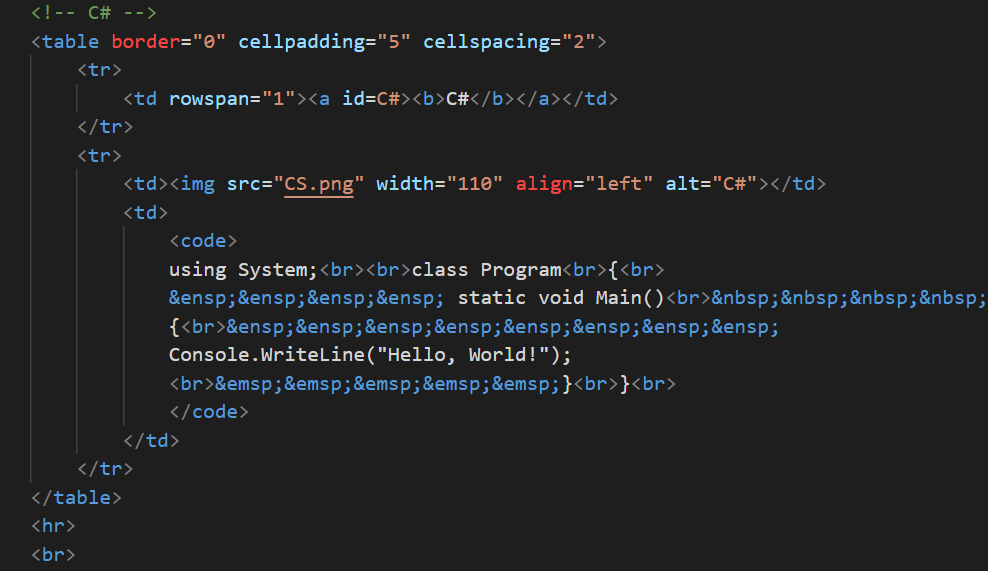 <!-- C# -->
<table border="0" cellpadding="5" cellspacing="2">
<tr>
<td rowspan="1"><a id=C#><b>C#</b></a></td>
</tr>
<tr>
<td><img src="CS.png" width="110" align="left" alt="C#"></td>
<td>
<code>
using System;<br><br>class Program<br>{<br>
&ensp;&ensp;&ensp;&ensp; static void Main()<br>&nbsp;&nbsp;&nbsp;&nbsp;
{<br>&ensp;&ensp;&ensp;&ensp;&ensp;&ensp;&ensp;&ensp;
Console.WriteLine("Hello, World!");
<br>&emsp;&emsp;&emsp;&emsp;&emsp;}<br>}<br>
</code>
</td>
</tr>
</table>
<hr>
<br>